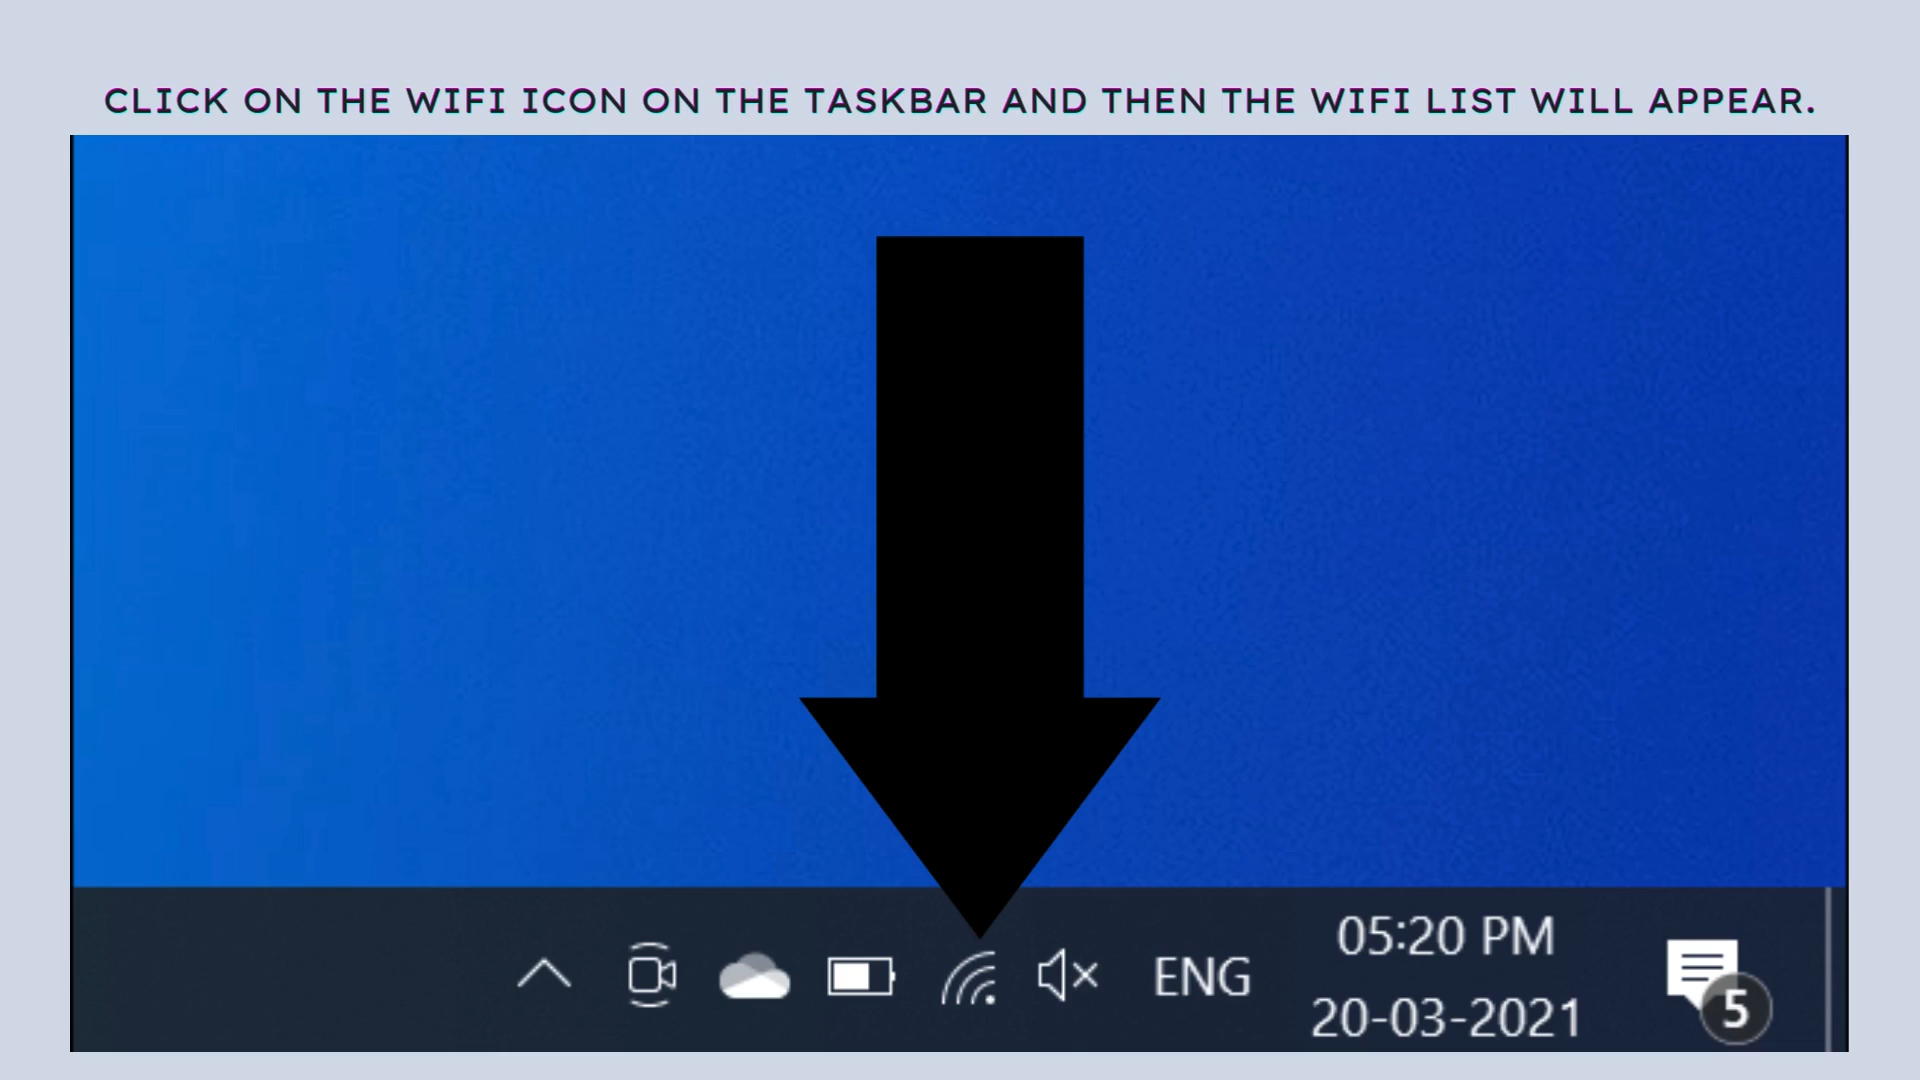 CLICK ON THE WIFI ICON ON THE TASKBAR AND THEN THE WIFI LIST WILL APPEAR.
05:20 PM
ENG
20-03-2021
5